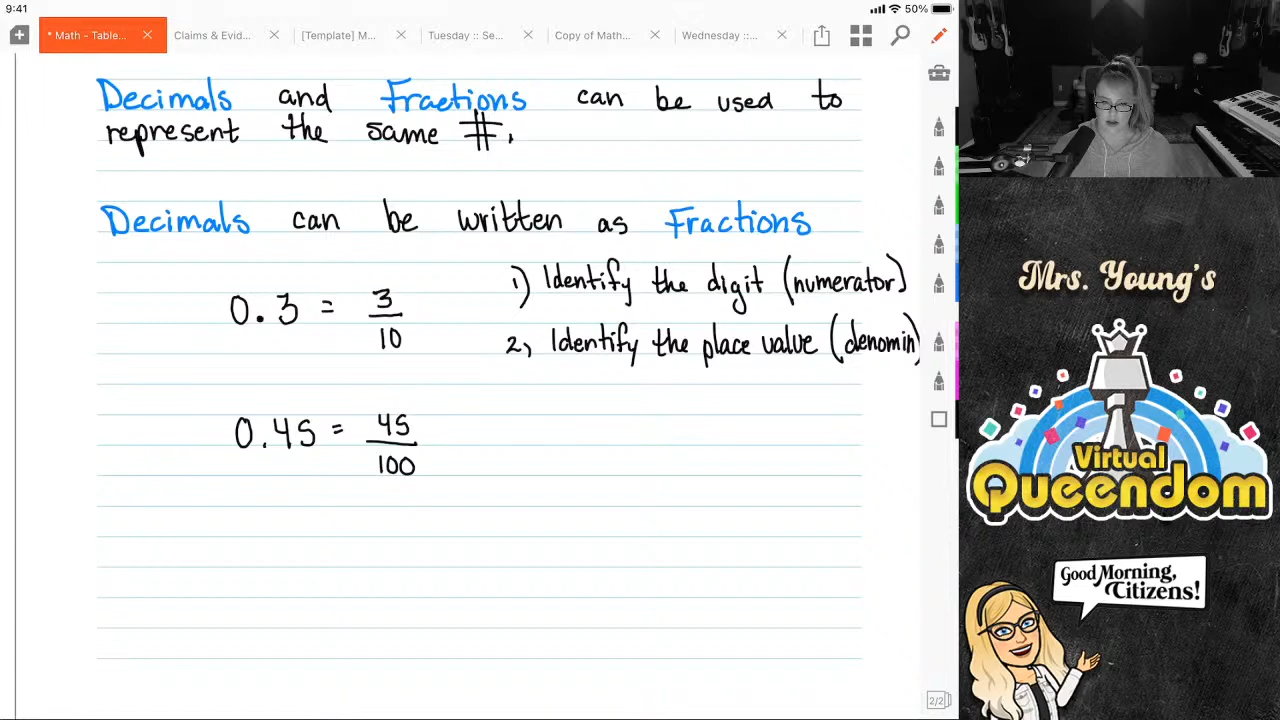 9:41
50%
* Math - Table...
Claims & Evid...
[Template] M...
Tuesday :: Se...
Copy of Math...
Wednesday ::...
Decimals and Fractions can be used to
represent the same #.
Decimals can be written as Fractions
1) Identify the digit (numerator)
0.3 = 3/10
2) Identify the place value (denomin)
0.45 = 45/100
2/2
Mrs. Young's
Virtual
Queendom
Good Morning,
Citizens!